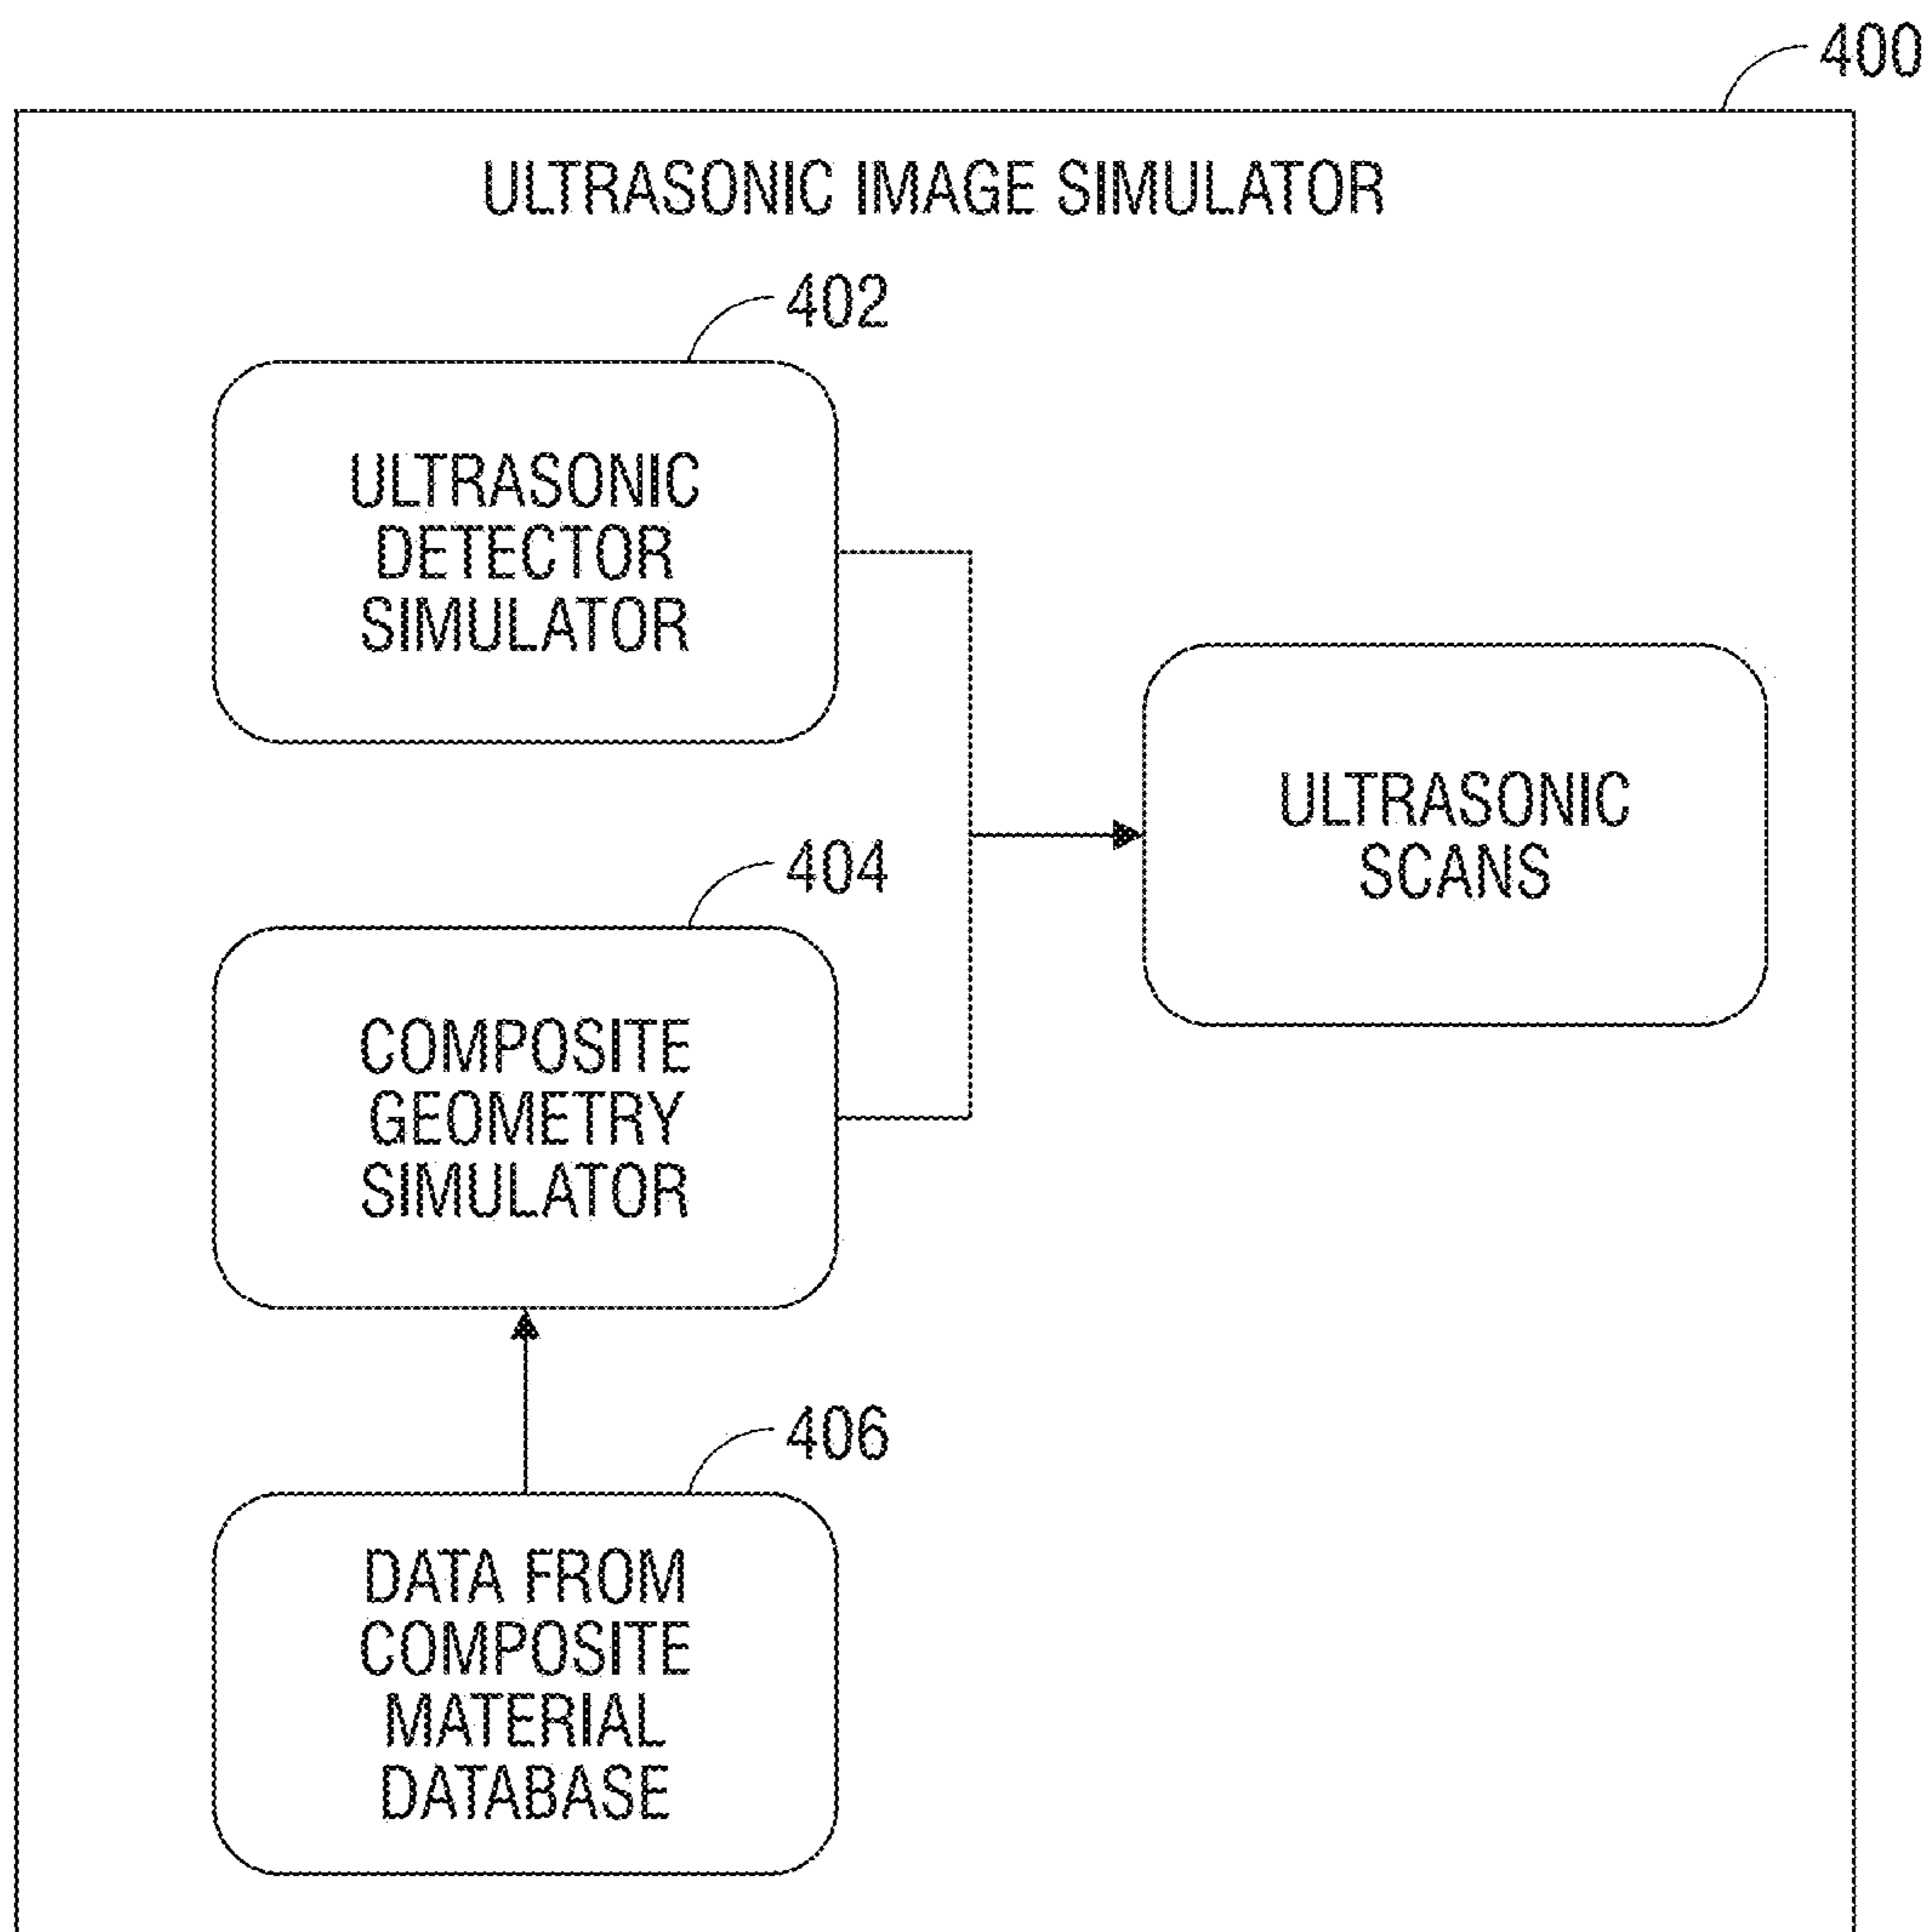 400
ULTRASONIC IMAGE SIMULATOR
402
ULTRASONIC
DETECTOR
SIMULATOR
ULTRASONIC
SCANS
404
COMPOSITE
GEOMETRY
SIMULATOR
406
DATA FROM
COMPOSITE
MATERIAL
DATABASE